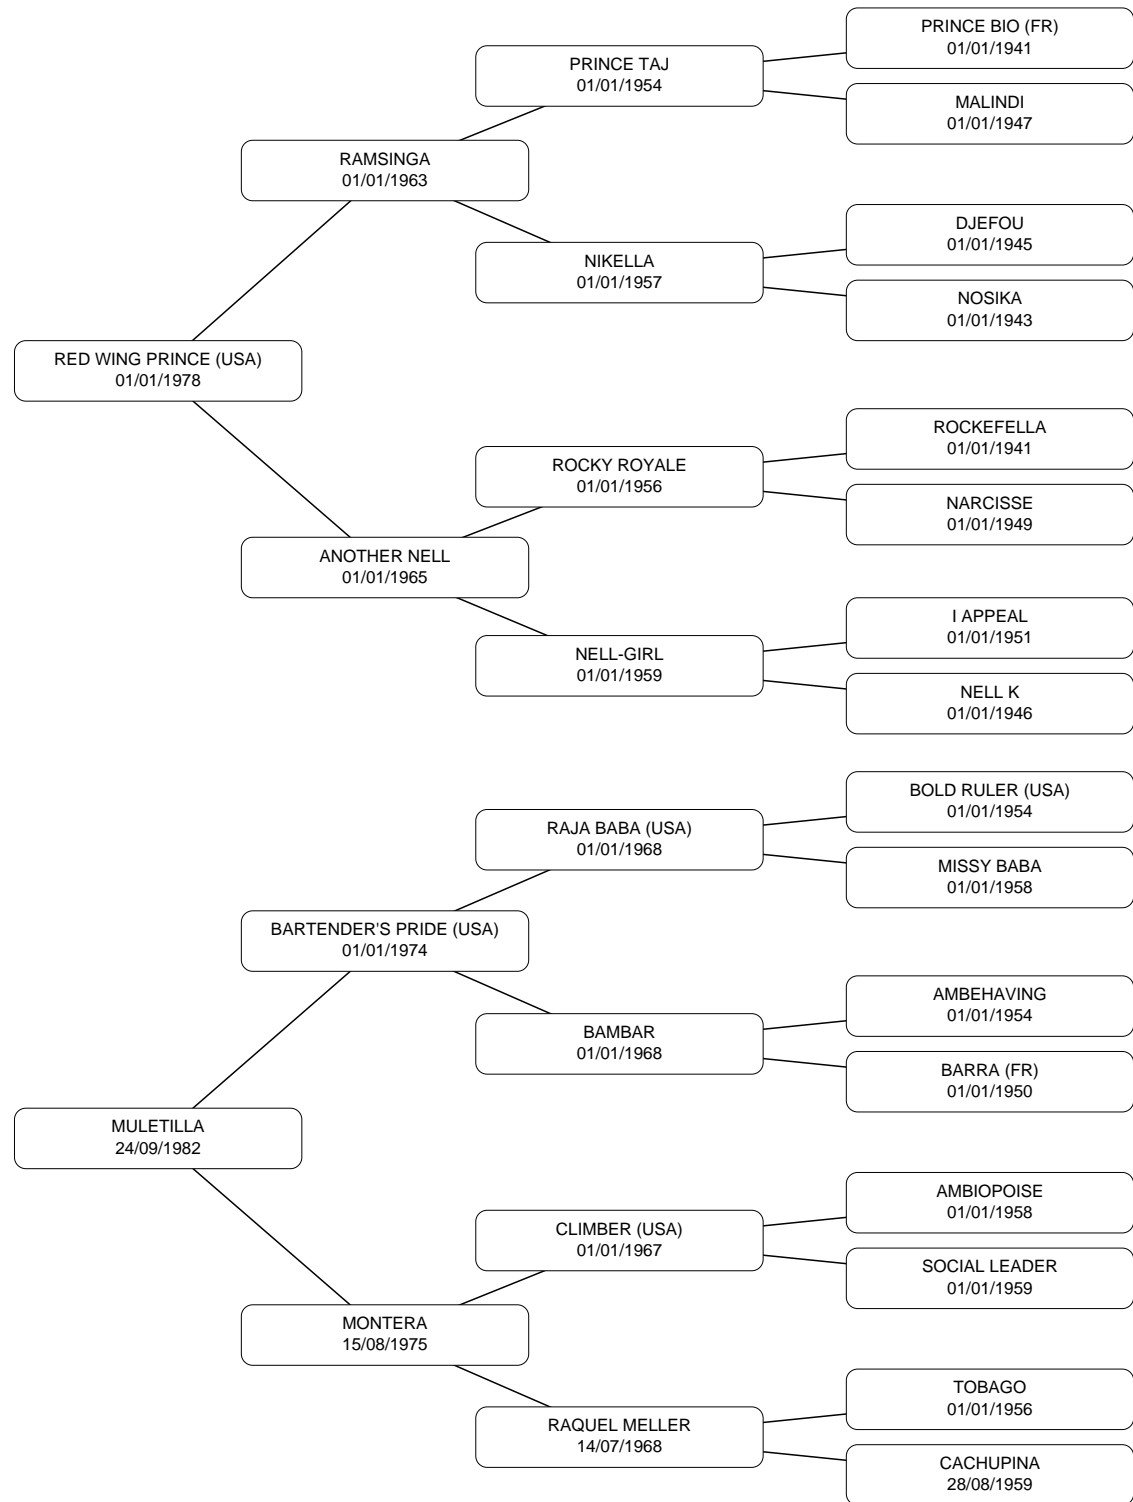 PRINCE BIO (FR)
01/01/1941
PRINCE TAJ
01/01/1954
MALINDI
01/01/1947
RAMSINGA
01/01/1963
DJEFOU
01/01/1945
NIKELLA
01/01/1957
NOSIKA
01/01/1943
RED WING PRINCE (USA)
01/01/1978
ROCKEFELLA
01/01/1941
ROCKY ROYALE
01/01/1956
NARCISSE
01/01/1949
ANOTHER NELL
01/01/1965
I APPEAL
01/01/1951
NELL-GIRL
01/01/1959
NELL K
01/01/1946
BOLD RULER (USA)
01/01/1954
RAJA BABA (USA)
01/01/1968
MISSY BABA
01/01/1958
BARTENDER'S PRIDE (USA)
01/01/1974
AMBEHAVING
01/01/1954
BAMBAR
01/01/1968
BARRA (FR)
01/01/1950
MULETILLA
24/09/1982
AMBIOPOISE
01/01/1958
CLIMBER (USA)
01/01/1967
SOCIAL LEADER
01/01/1959
MONTERA
15/08/1975
TOBAGO
01/01/1956
RAQUEL MELLER
14/07/1968
CACHUPINA
28/08/1959